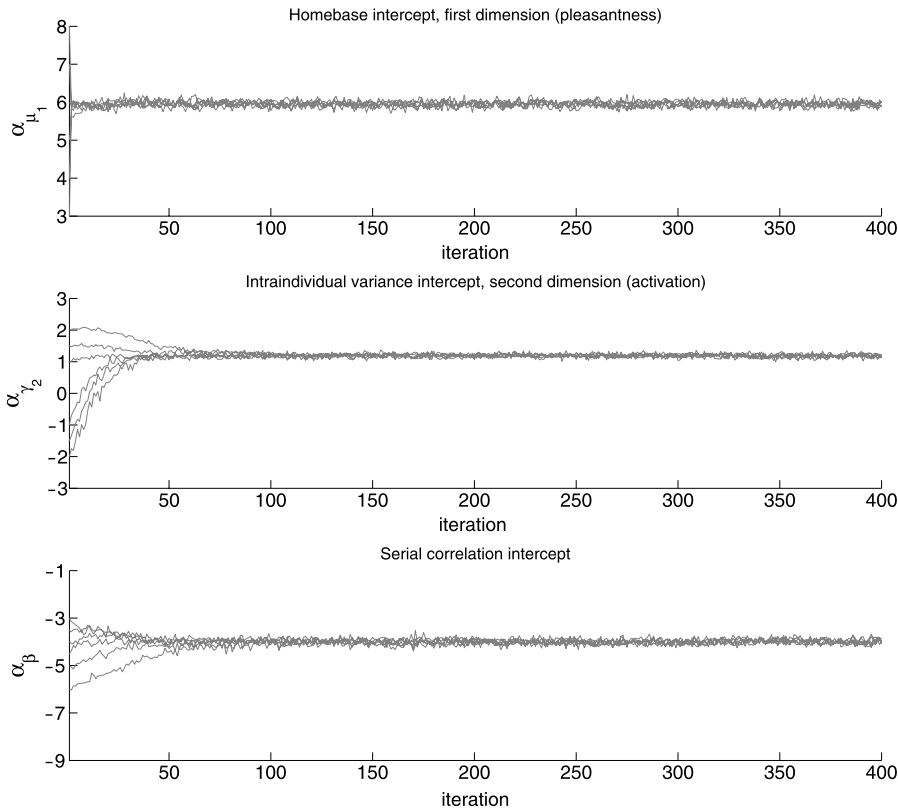 Homebase intercept, first dimension (pleasantness)
8
7
6
5
4
3
α_μ1
50 100 150 200 250 300 350 400
iteration
Intraindividual variance intercept, second dimension (activation)
3
2
1
0
−1
−2
−3
α_γ2
50 100 150 200 250 300 350 400
iteration
Serial correlation intercept
−1
−3
−5
−7
−9
α_β
50 100 150 200 250 300 350 400
iteration